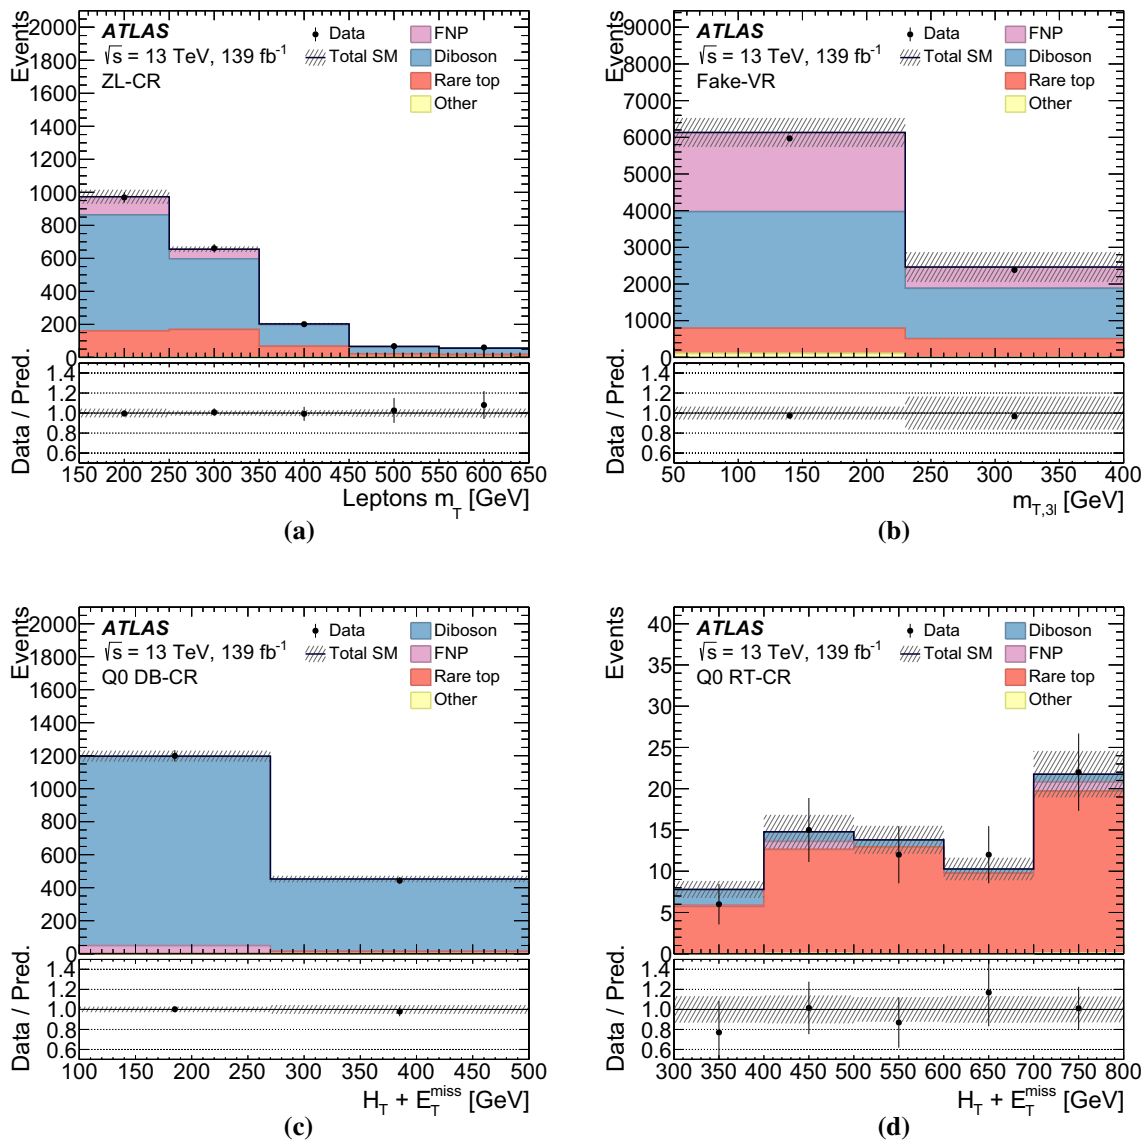 Events
2000
1800
1600
1400
1200
1000
800
600
400
200
0
ATLAS
√s = 13 TeV, 139 fb-1
ZL-CR
Data
Total SM
FNP
Diboson
Rare top
Other
Data / Pred.
1.4
1.2
1.0
0.8
0.6
150 200 250 300 350 400 450 500 550 600 650
Leptons mT [GeV]
(a)
Events
9000
8000
7000
6000
5000
4000
3000
2000
1000
0
ATLAS
√s = 13 TeV, 139 fb-1
Fake-VR
Data
Total SM
FNP
Diboson
Rare top
Other
Data / Pred.
1.4
1.2
1.0
0.8
0.6
50 100 150 200 250 300 350 400
mT,3l [GeV]
(b)
Events
2000
1800
1600
1400
1200
1000
800
600
400
200
0
ATLAS
√s = 13 TeV, 139 fb-1
Q0 DB-CR
Data
Total SM
Diboson
FNP
Rare top
Other
Data / Pred.
1.4
1.2
1.0
0.8
0.6
100 150 200 250 300 350 400 450 500
HT + ETmiss [GeV]
(c)
Events
40
35
30
25
20
15
10
5
0
ATLAS
√s = 13 TeV, 139 fb-1
Q0 RT-CR
Data
Total SM
Diboson
FNP
Rare top
Other
Data / Pred.
1.4
1.2
1.0
0.8
0.6
300 350 400 450 500 550 600 650 700 750 800
HT + ETmiss [GeV]
(d)